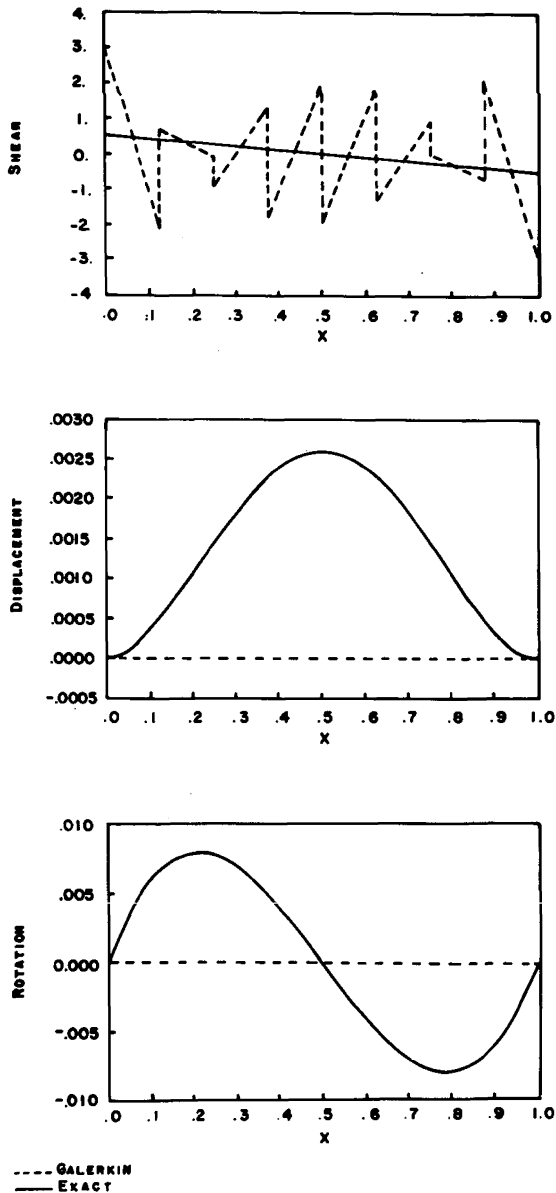 4.
3.
2.
1.
0.
-1.
-2.
-3.
-4
SHEAR
.0 .1 .2 .3 .4 .5 .6 .7 .8 .9 1.0
X
.0030
.0025
.0020
.0015
.0010
.0005
.0000
-.0005
DISPLACEMENT
.0 .1 .2 .3 .4 .5 .6 .7 .8 .9 1.0
X
.010
.005
0.000
-.005
-.010
ROTATION
.0 .1 .2 .3 .4 .5 .6 .7 .8 .9 1.0
X
GALERKIN
EXACT